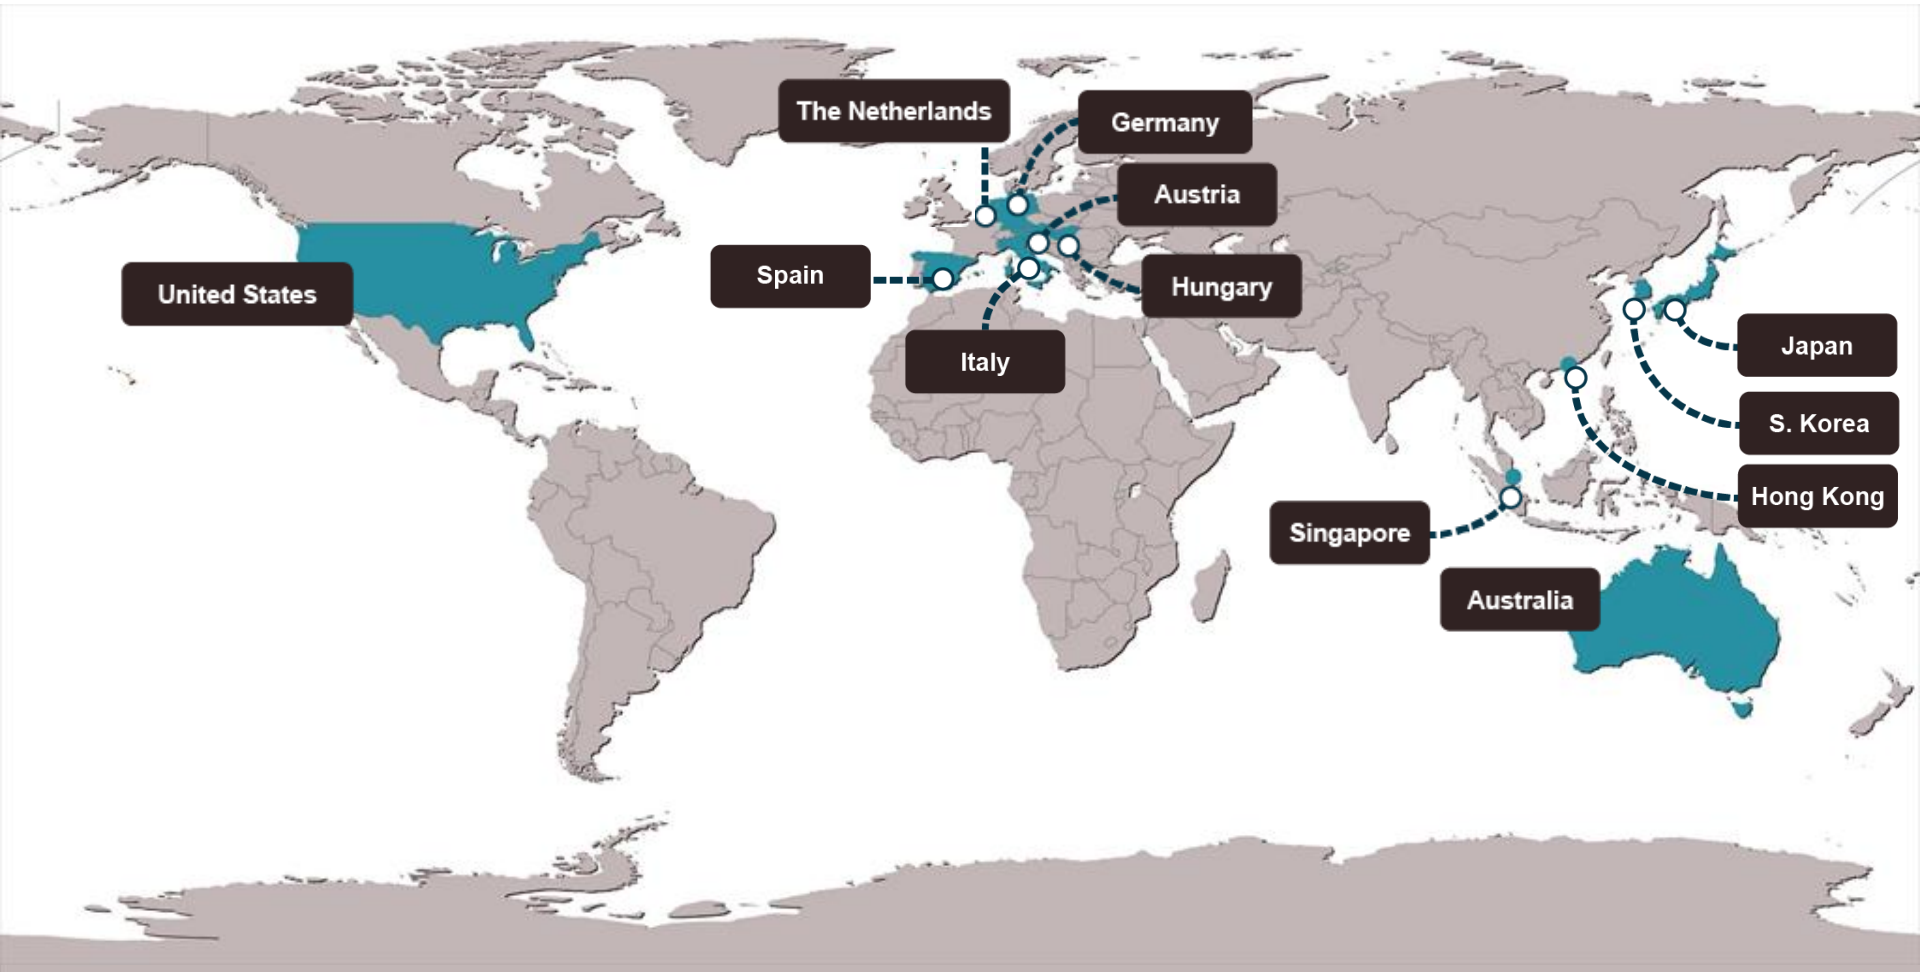 The Netherlands
Germany
Austria
Spain
Hungary
United States
Italy
Japan
S. Korea
Hong Kong
Singapore
Australia